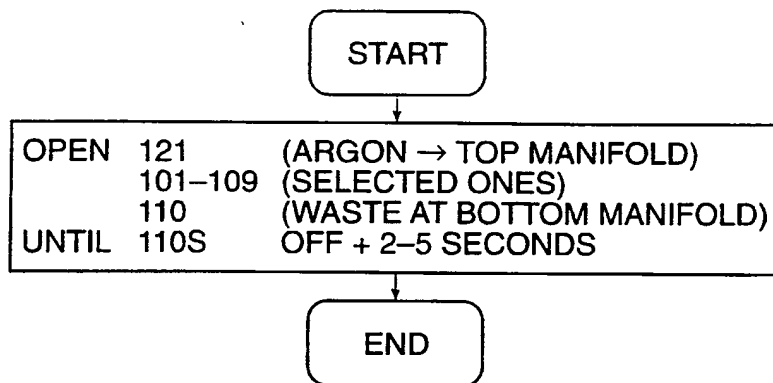 START
OPEN 121 (ARGON → TOP MANIFOLD)
101–109 (SELECTED ONES)
110 (WASTE AT BOTTOM MANIFOLD)
UNTIL 110S OFF + 2–5 SECONDS
END